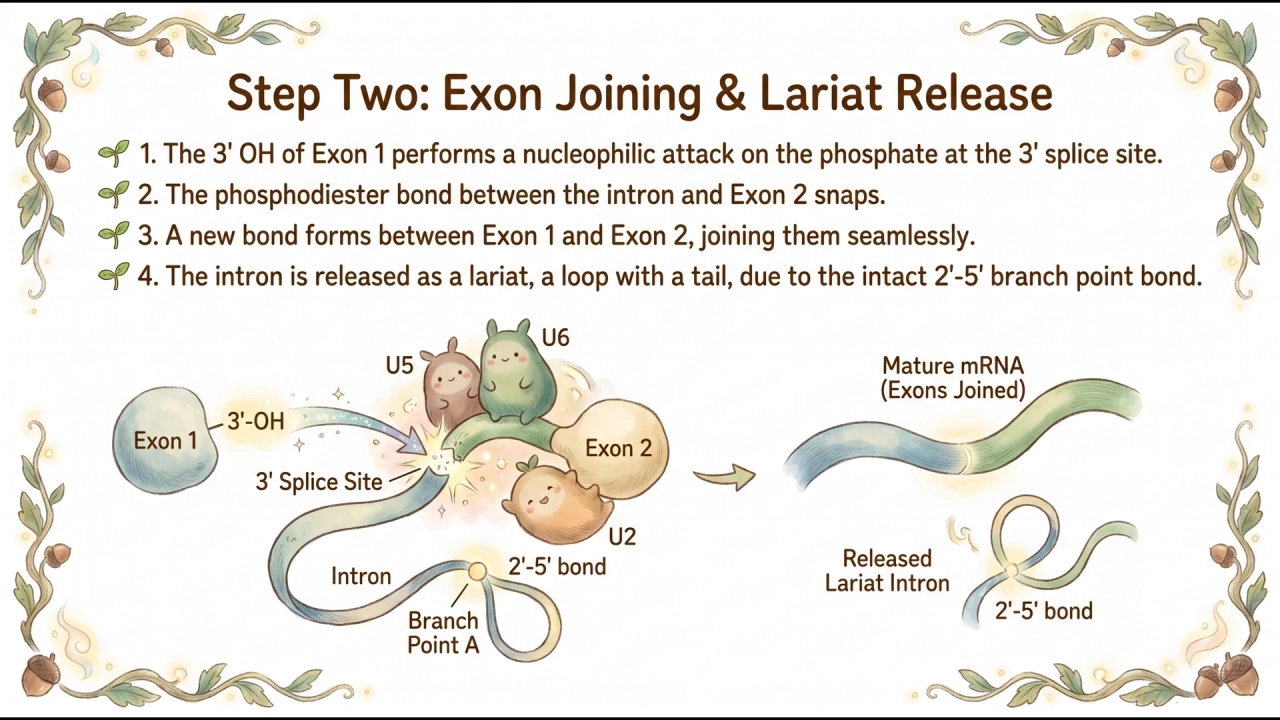 Step Two: Exon Joining & Lariat Release
1. The 3' OH of Exon 1 performs a nucleophilic attack on the phosphate at the 3' splice site.
2. The phosphodiester bond between the intron and Exon 2 snaps.
3. A new bond forms between Exon 1 and Exon 2, joining them seamlessly.
4. The intron is released as a lariat, a loop with a tail, due to the intact 2'-5' branch point bond.
U6
U5
Exon 1
3'-OH
3' Splice Site
Exon 2
U2
2'-5' bond
Intron
Branch
Point A
Mature mRNA
(Exons Joined)
Released
Lariat Intron
2'-5' bond